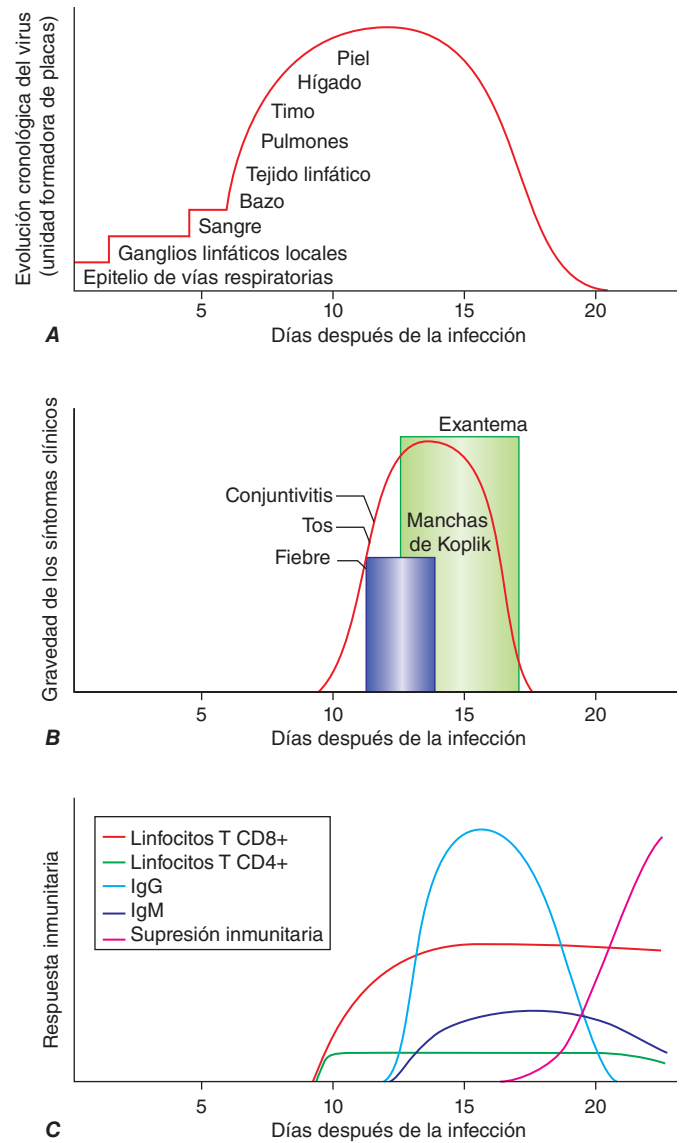 Evolución cronológica del virus
(unidad formadora de placas)
Piel
Hígado
Timo
Pulmones
Tejido linfático
Bazo
Sangre
Ganglios linfáticos locales
Epitelio de vías respiratorias
5
10
15
20
A
Días después de la infección
Gravedad de los síntomas clínicos
Exantema
Conjuntivitis
Tos
Fiebre
Manchas
de Koplik
5
10
15
20
B
Días después de la infección
Respuesta inmunitaria
Linfocitos T CD8+
Linfocitos T CD4+
IgG
IgM
Supresión inmunitaria
5
10
15
20
C
Días después de la infección